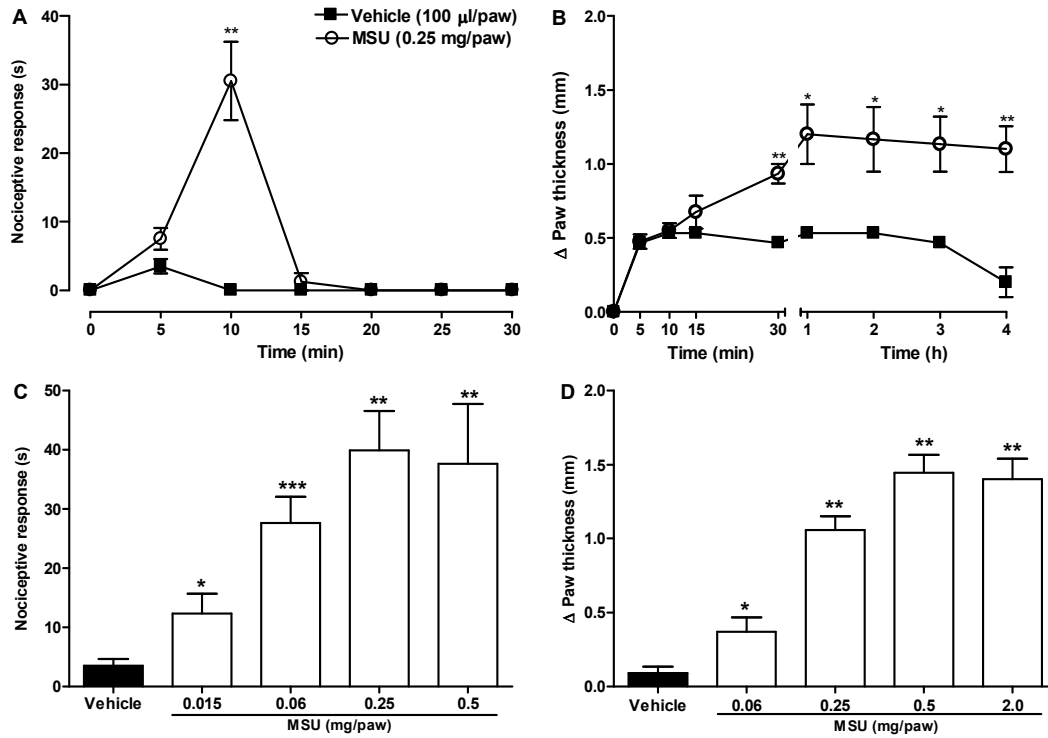 A
Vehicle (100 µl/paw)
MSU (0.25 mg/paw)
Nociceptive response (s)
40
30
20
10
0
**
0 5 10 15 20 25 30
Time (min)
B
Δ Paw thickness (mm)
2.0
1.5
1.0
0.5
0.0
** * * * **
0 5 10 15 30 1 2 3 4
Time (min) Time (h)
C
Nociceptive response (s)
50
40
30
20
10
0
* *** ** **
Vehicle 0.015 0.06 0.25 0.5
MSU (mg/paw)
D
Δ Paw thickness (mm)
2.0
1.5
1.0
0.5
0.0
* ** ** **
Vehicle 0.06 0.25 0.5 2.0
MSU (mg/paw)